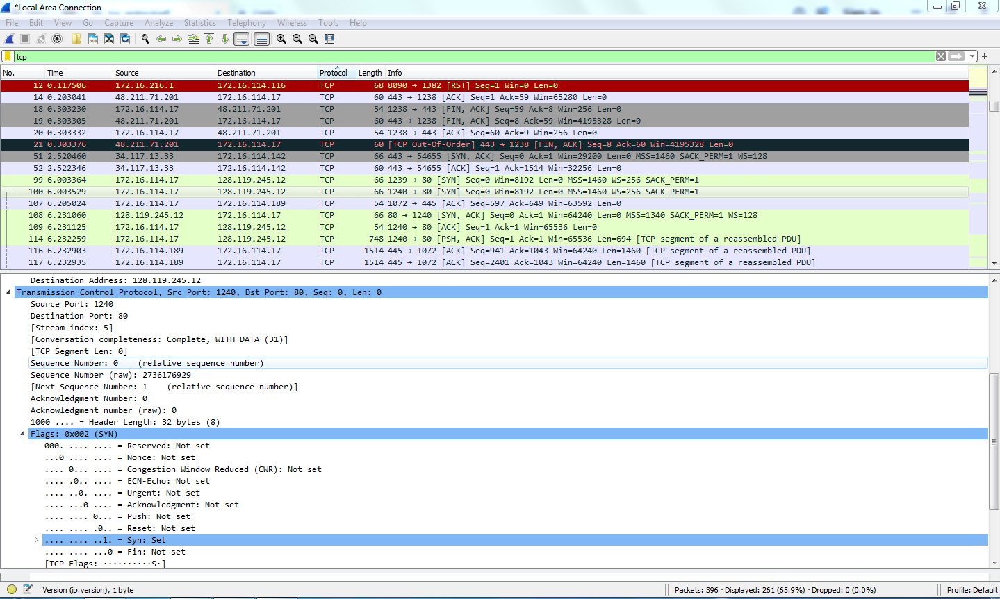 *Local Area Connection
File Edit View Go Capture Analyze Statistics Telephony Wireless Tools Help
tcp
No. Time Source Destination Protocol Length Info
12 0.117506 172.16.216.1 172.16.114.116 TCP 68 8090 → 1382 [RST] Seq=1 Win=0 Len=0
14 0.203041 48.211.71.201 172.16.114.17 TCP 60 443 → 1238 [ACK] Seq=1 Ack=59 Win=65280 Len=0
18 0.303230 172.16.114.17 48.211.71.201 TCP 54 1238 → 443 [FIN, ACK] Seq=59 Ack=8 Win=256 Len=0
19 0.303305 48.211.71.201 172.16.114.17 TCP 60 443 → 1238 [FIN, ACK] Seq=8 Ack=59 Win=4195328 Len=0
20 0.303332 172.16.114.17 48.211.71.201 TCP 54 1238 → 443 [ACK] Seq=60 Ack=9 Win=256 Len=0
21 0.303376 48.211.71.201 172.16.114.17 TCP 60 [TCP Out-Of-Order] 443 → 1238 [FIN, ACK] Seq=8 Ack=60 Win=4195328 Len=0
51 2.520460 34.117.13.33 172.16.114.142 TCP 66 443 → 54655 [SYN, ACK] Seq=0 Ack=1 Win=29200 Len=0 MSS=1460 SACK_PERM=1 WS=128
52 2.522346 34.117.13.33 172.16.114.142 TCP 60 443 → 54655 [ACK] Seq=1 Ack=1514 Win=32256 Len=0
99 6.003364 172.16.114.17 128.119.245.12 TCP 66 1239 → 80 [SYN] Seq=0 Win=8192 Len=0 MSS=1460 WS=256 SACK_PERM=1
100 6.003529 172.16.114.17 128.119.245.12 TCP 66 1240 → 80 [SYN] Seq=0 Win=8192 Len=0 MSS=1460 WS=256 SACK_PERM=1
107 6.205024 172.16.114.17 172.16.114.189 TCP 54 1072 → 445 [ACK] Seq=597 Ack=649 Win=63592 Len=0
108 6.231060 128.119.245.12 172.16.114.17 TCP 66 80 → 1240 [SYN, ACK] Seq=0 Ack=1 Win=64240 Len=0 MSS=1340 SACK_PERM=1 WS=128
109 6.231125 172.16.114.17 128.119.245.12 TCP 54 1240 → 80 [ACK] Seq=1 Ack=1 Win=65536 Len=0
114 6.232259 172.16.114.17 128.119.245.12 TCP 748 1240 → 80 [PSH, ACK] Seq=1 Ack=1 Win=65536 Len=694 [TCP segment of a reassembled PDU]
116 6.232903 172.16.114.189 172.16.114.17 TCP 1514 445 → 1072 [ACK] Seq=941 Ack=1043 Win=64240 Len=1460 [TCP segment of a reassembled PDU]
117 6.232935 172.16.114.189 172.16.114.17 TCP 1514 445 → 1072 [ACK] Seq=2401 Ack=1043 Win=64240 Len=1460 [TCP segment of a reassembled PDU]
Destination Address: 128.119.245.12
Transmission Control Protocol, Src Port: 1240, Dst Port: 80, Seq: 0, Len: 0
Source Port: 1240
Destination Port: 80
[Stream index: 5]
[Conversation completeness: Complete, WITH_DATA (31)]
[TCP Segment Len: 0]
Sequence Number: 0 (relative sequence number)
Sequence Number (raw): 2736176929
[Next Sequence Number: 1 (relative sequence number)]
Acknowledgment Number: 0
Acknowledgment number (raw): 0
1000 .... = Header Length: 32 bytes (8)
Flags: 0x002 (SYN)
000. .... .... = Reserved: Not set
...0 .... .... = Nonce: Not set
.... 0... .... = Congestion Window Reduced (CWR): Not set
.... .0.. .... = ECN-Echo: Not set
.... ..0. .... = Urgent: Not set
.... ...0 .... = Acknowledgment: Not set
.... .... 0... = Push: Not set
.... .... .0.. = Reset: Not set
.... .... ..1. = Syn: Set
.... .... ...0 = Fin: Not set
[TCP Flags: ··········S·]
Version (ip.version), 1 byte
Packets: 396 · Displayed: 261 (65.9%) · Dropped: 0 (0.0%)
Profile: Default